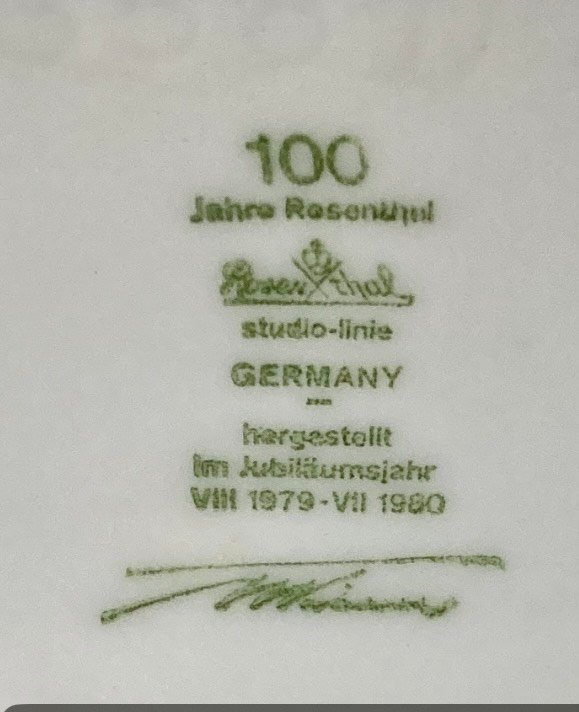 100
Jahre Rosenthal
Rosenthal
studio-linie
GERMANY
hergestellt
im Jubiläumsjahr
VIII 1979 - VII 1980